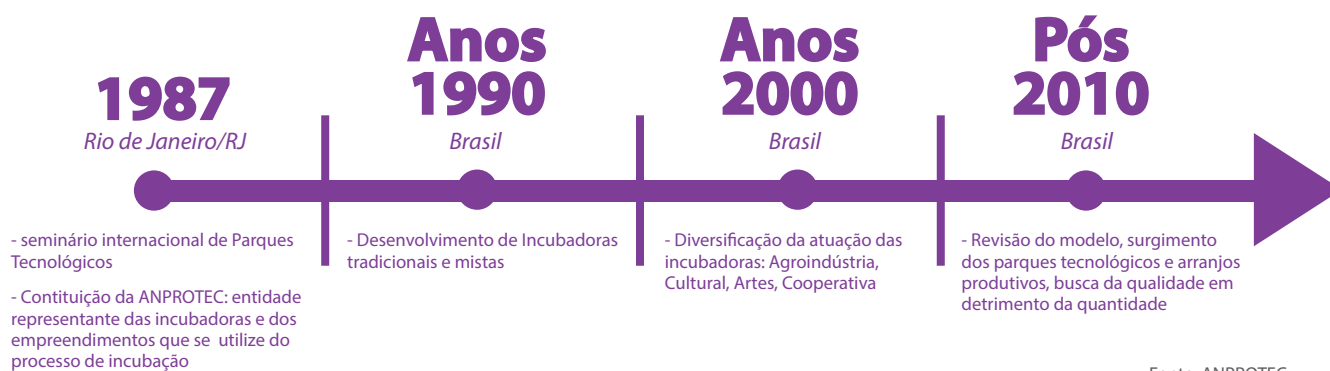 1987
Rio de Janeiro/RJ
- seminário internacional de Parques
Tecnológicos
- Contituição da ANPROTEC: entidade
representante das incubadoras e dos
empreendimentos que se utilize do
processo de incubação
Anos
1990
Brasil
- Desenvolvimento de Incubadoras
tradicionais e mistas
Anos
2000
Brasil
- Diversificação da atuação das
incubadoras: Agroindústria,
Cultural, Artes, Cooperativa
Pós
2010
Brasil
- Revisão do modelo, surgimento
dos parques tecnológicos e arranjos
produtivos, busca da qualidade em
detrimento da quantidade
ANPROTEC